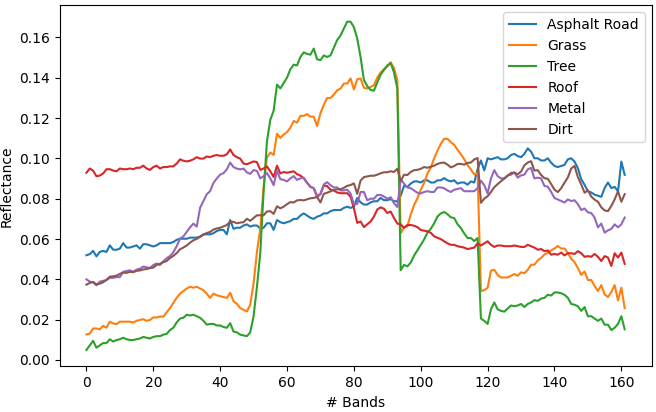 Asphalt Road
Grass
Tree
Roof
Metal
Dirt
Reflectance
0.16
0.14
0.12
0.10
0.08
0.06
0.04
0.02
0.00
0 20 40 60 80 100 120 140 160
# Bands